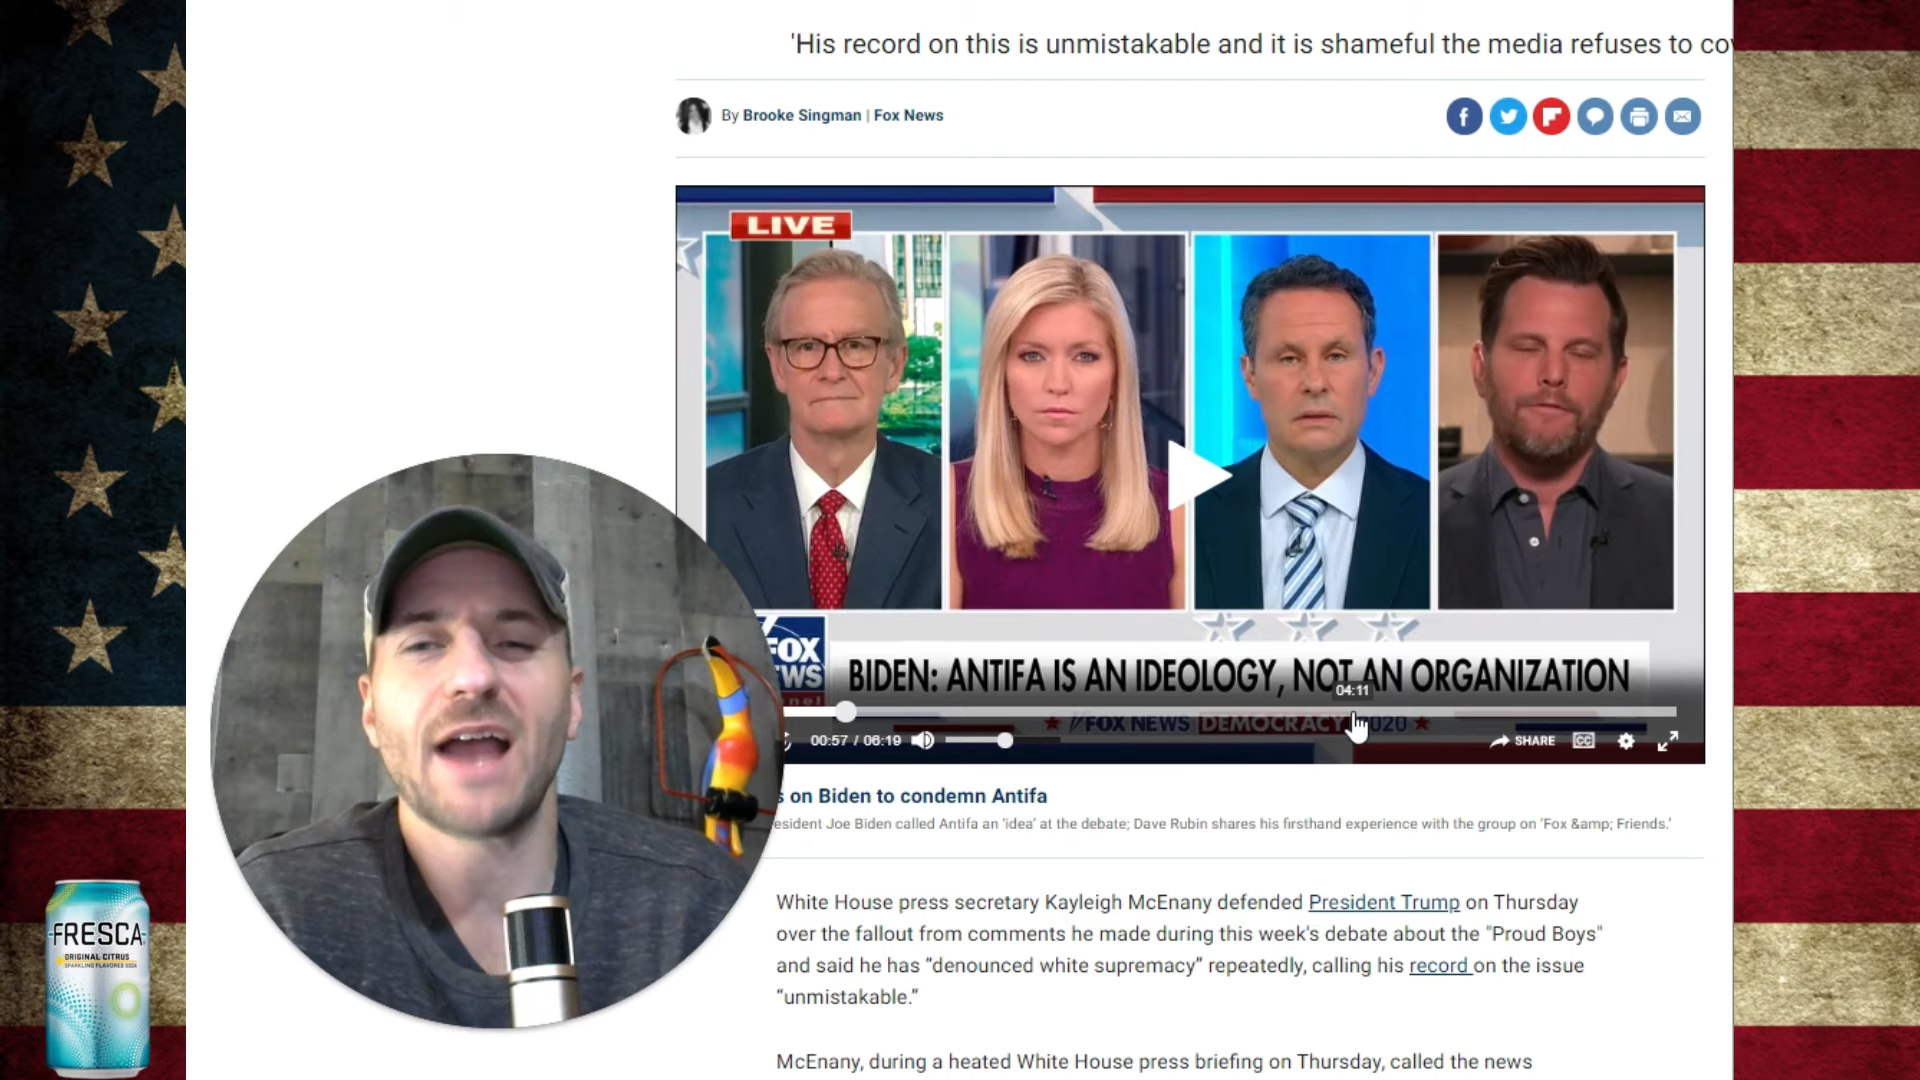 'His record on this is unmistakable and it is shameful the media refuses to
By Brooke Singman | Fox News
LIVE
FOX
NEWS
BIDEN: ANTIFA IS AN IDEOLOGY, NOT AN ORGANIZATION
04:11
FOX NEWS DEMOCRACY 2020
00:57 / 06:19
SHARE
CC
on Biden to condemn Antifa
esident Joe Biden called Antifa an 'idea' at the debate; Dave Rubin shares his firsthand experience with the group on 'Fox &amp; Friends.'
White House press secretary Kayleigh McEnany defended President Trump on Thursday
over the fallout from comments he made during this week's debate about the "Proud Boys"
and said he has “denounced white supremacy” repeatedly, calling his record on the issue
“unmistakable.”
McEnany, during a heated White House press briefing on Thursday, called the news
FRESCA
ORIGINAL CITRUS
SPARKLING FLAVORED SODA